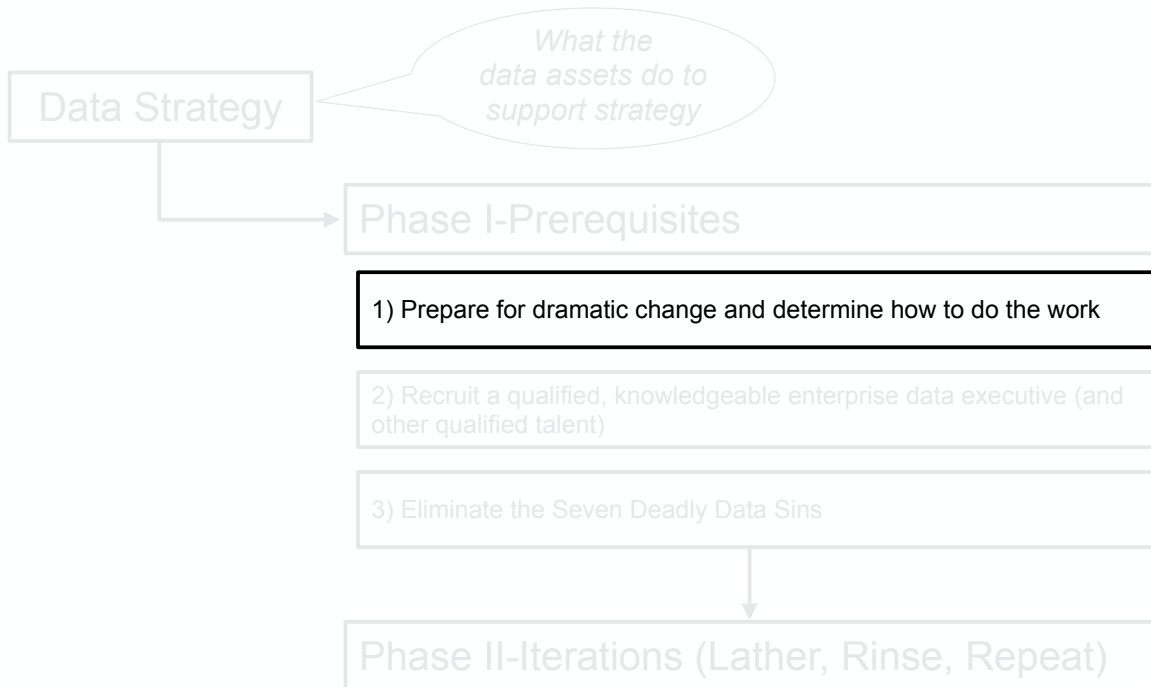 What the
data assets do to
support strategy
Data Strategy
Phase I-Prerequisites
1) Prepare for dramatic change and determine how to do the work
2) Recruit a qualified, knowledgeable enterprise data executive (and
other qualified talent)
3) Eliminate the Seven Deadly Data Sins
Phase II-Iterations (Lather, Rinse, Repeat)